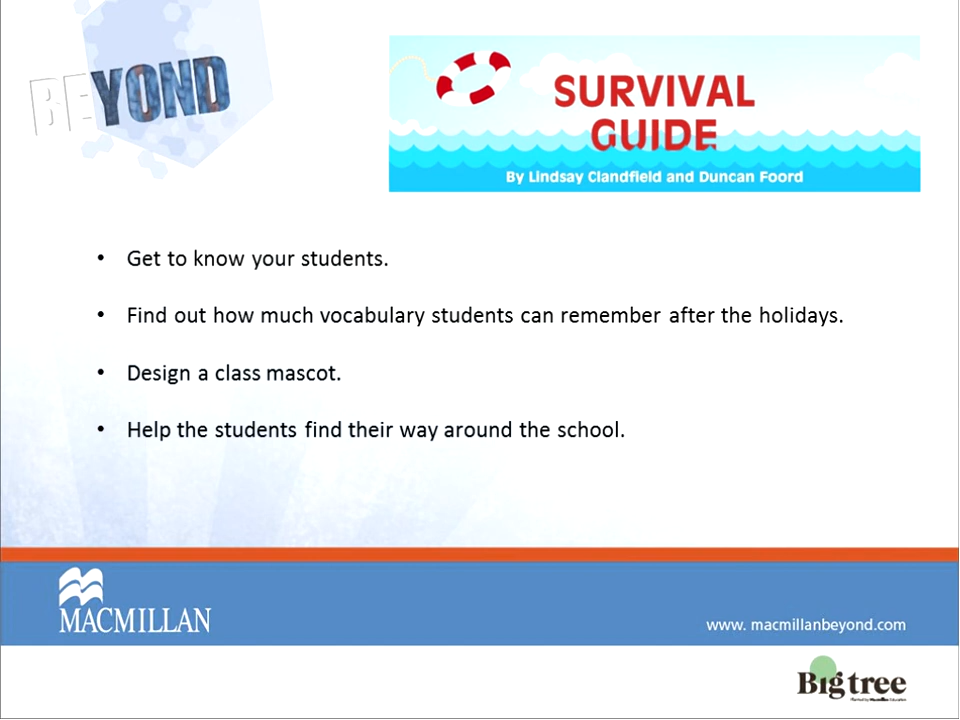 BEYOND
SURVIVAL
GUIDE
By Lindsay Clandfield and Duncan Foord
• Get to know your students.
• Find out how much vocabulary students can remember after the holidays.
• Design a class mascot.
• Help the students find their way around the school.
MACMILLAN
www. macmillanbeyond.com
Bigtree